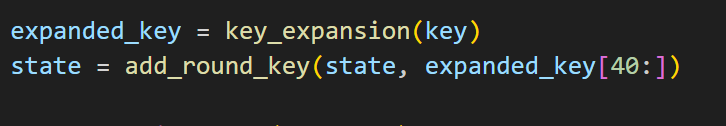 expanded_key = key_expansion(key)
state = add_round_key(state, expanded_key[40:])